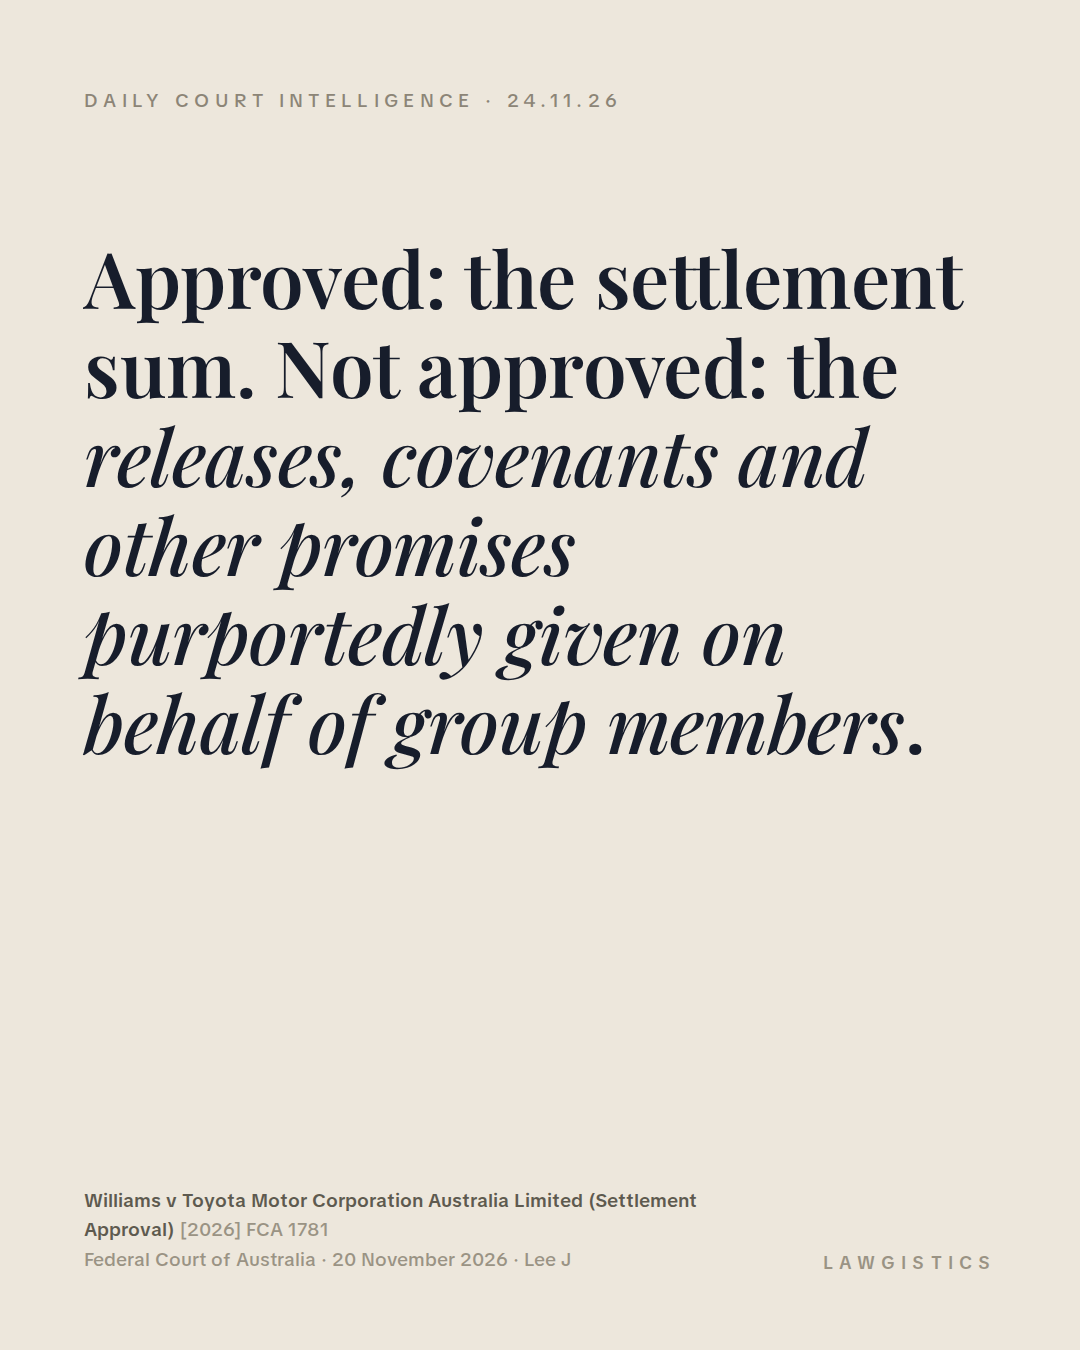 DAILY COURT INTELLIGENCE · 24.11.26
Approved: the settlement
sum. Not approved: the
releases, covenants and
other promises
purportedly given on
behalf of group members.
Williams v Toyota Motor Corporation Australia Limited (Settlement
Approval) [2026] FCA 1781
Federal Court of Australia · 20 November 2026 · Lee J
LAWGISTICS